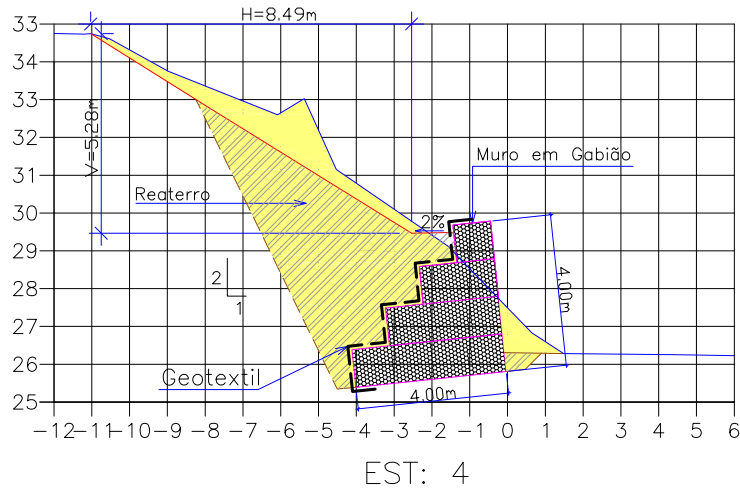 H=8.49m
33
34
33
32
31
30
29
28
27
26
25
V=5.28m
Muro em Gabião
Reaterro
2%
2
1
4.00m
Geotextil
4.00m
-12 -11 -10 -9 -8 -7 -6 -5 -4 -3 -2 -1 0 1 2 3 4 5 6
EST: 4